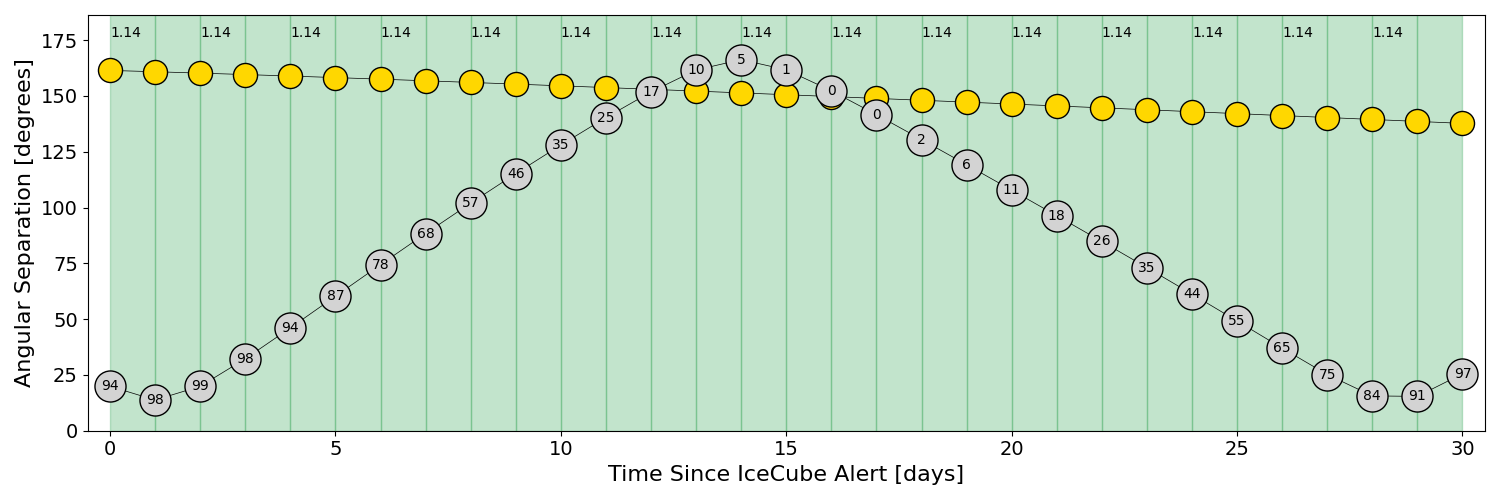 1.14 1.14 1.14 1.14 1.14 1.14 1.14 1.14 1.14 1.14 1.14 1.14 1.14 1.14 1.14
175
150
125
100
75
50
25
0
Angular Separation [degrees]
94 98 99 98 94 87 78 68 57 46 35 25 17 10 5 1 0 0 2 6 11 18 26 35 44 55 65 75 84 91 97
0 5 10 15 20 25 30
Time Since IceCube Alert [days]